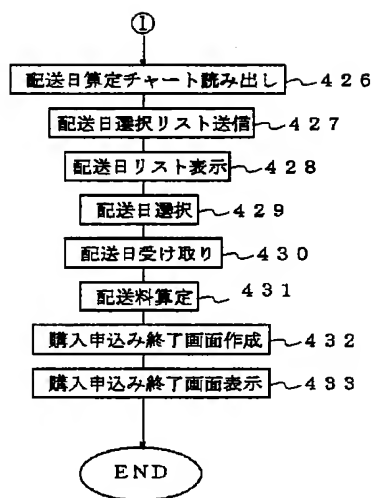 ①
配送日算定チャート読み出し 426
配送日選択リスト送信 427
配送日リスト表示 428
配送日選択 429
配送日受け取り 430
配送料算定 431
購入申込み終了画面作成 432
購入申込み終了画面表示 433
END